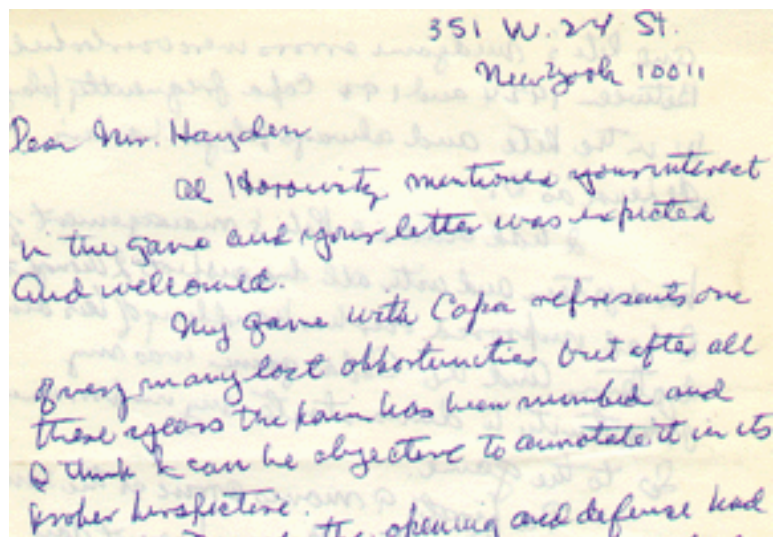 351 W. 24 St.
New York 10011
Dear Mr. Hayden
Al Horowitz mentioned your interest
in the game and your letter was expected
and welcomed.
My game with Capa represents one
of very many lost opportunities but after all
these years the pain has been numbed and
I think I can be objective to annotate it in its
proper perspective.
the opening and defense had